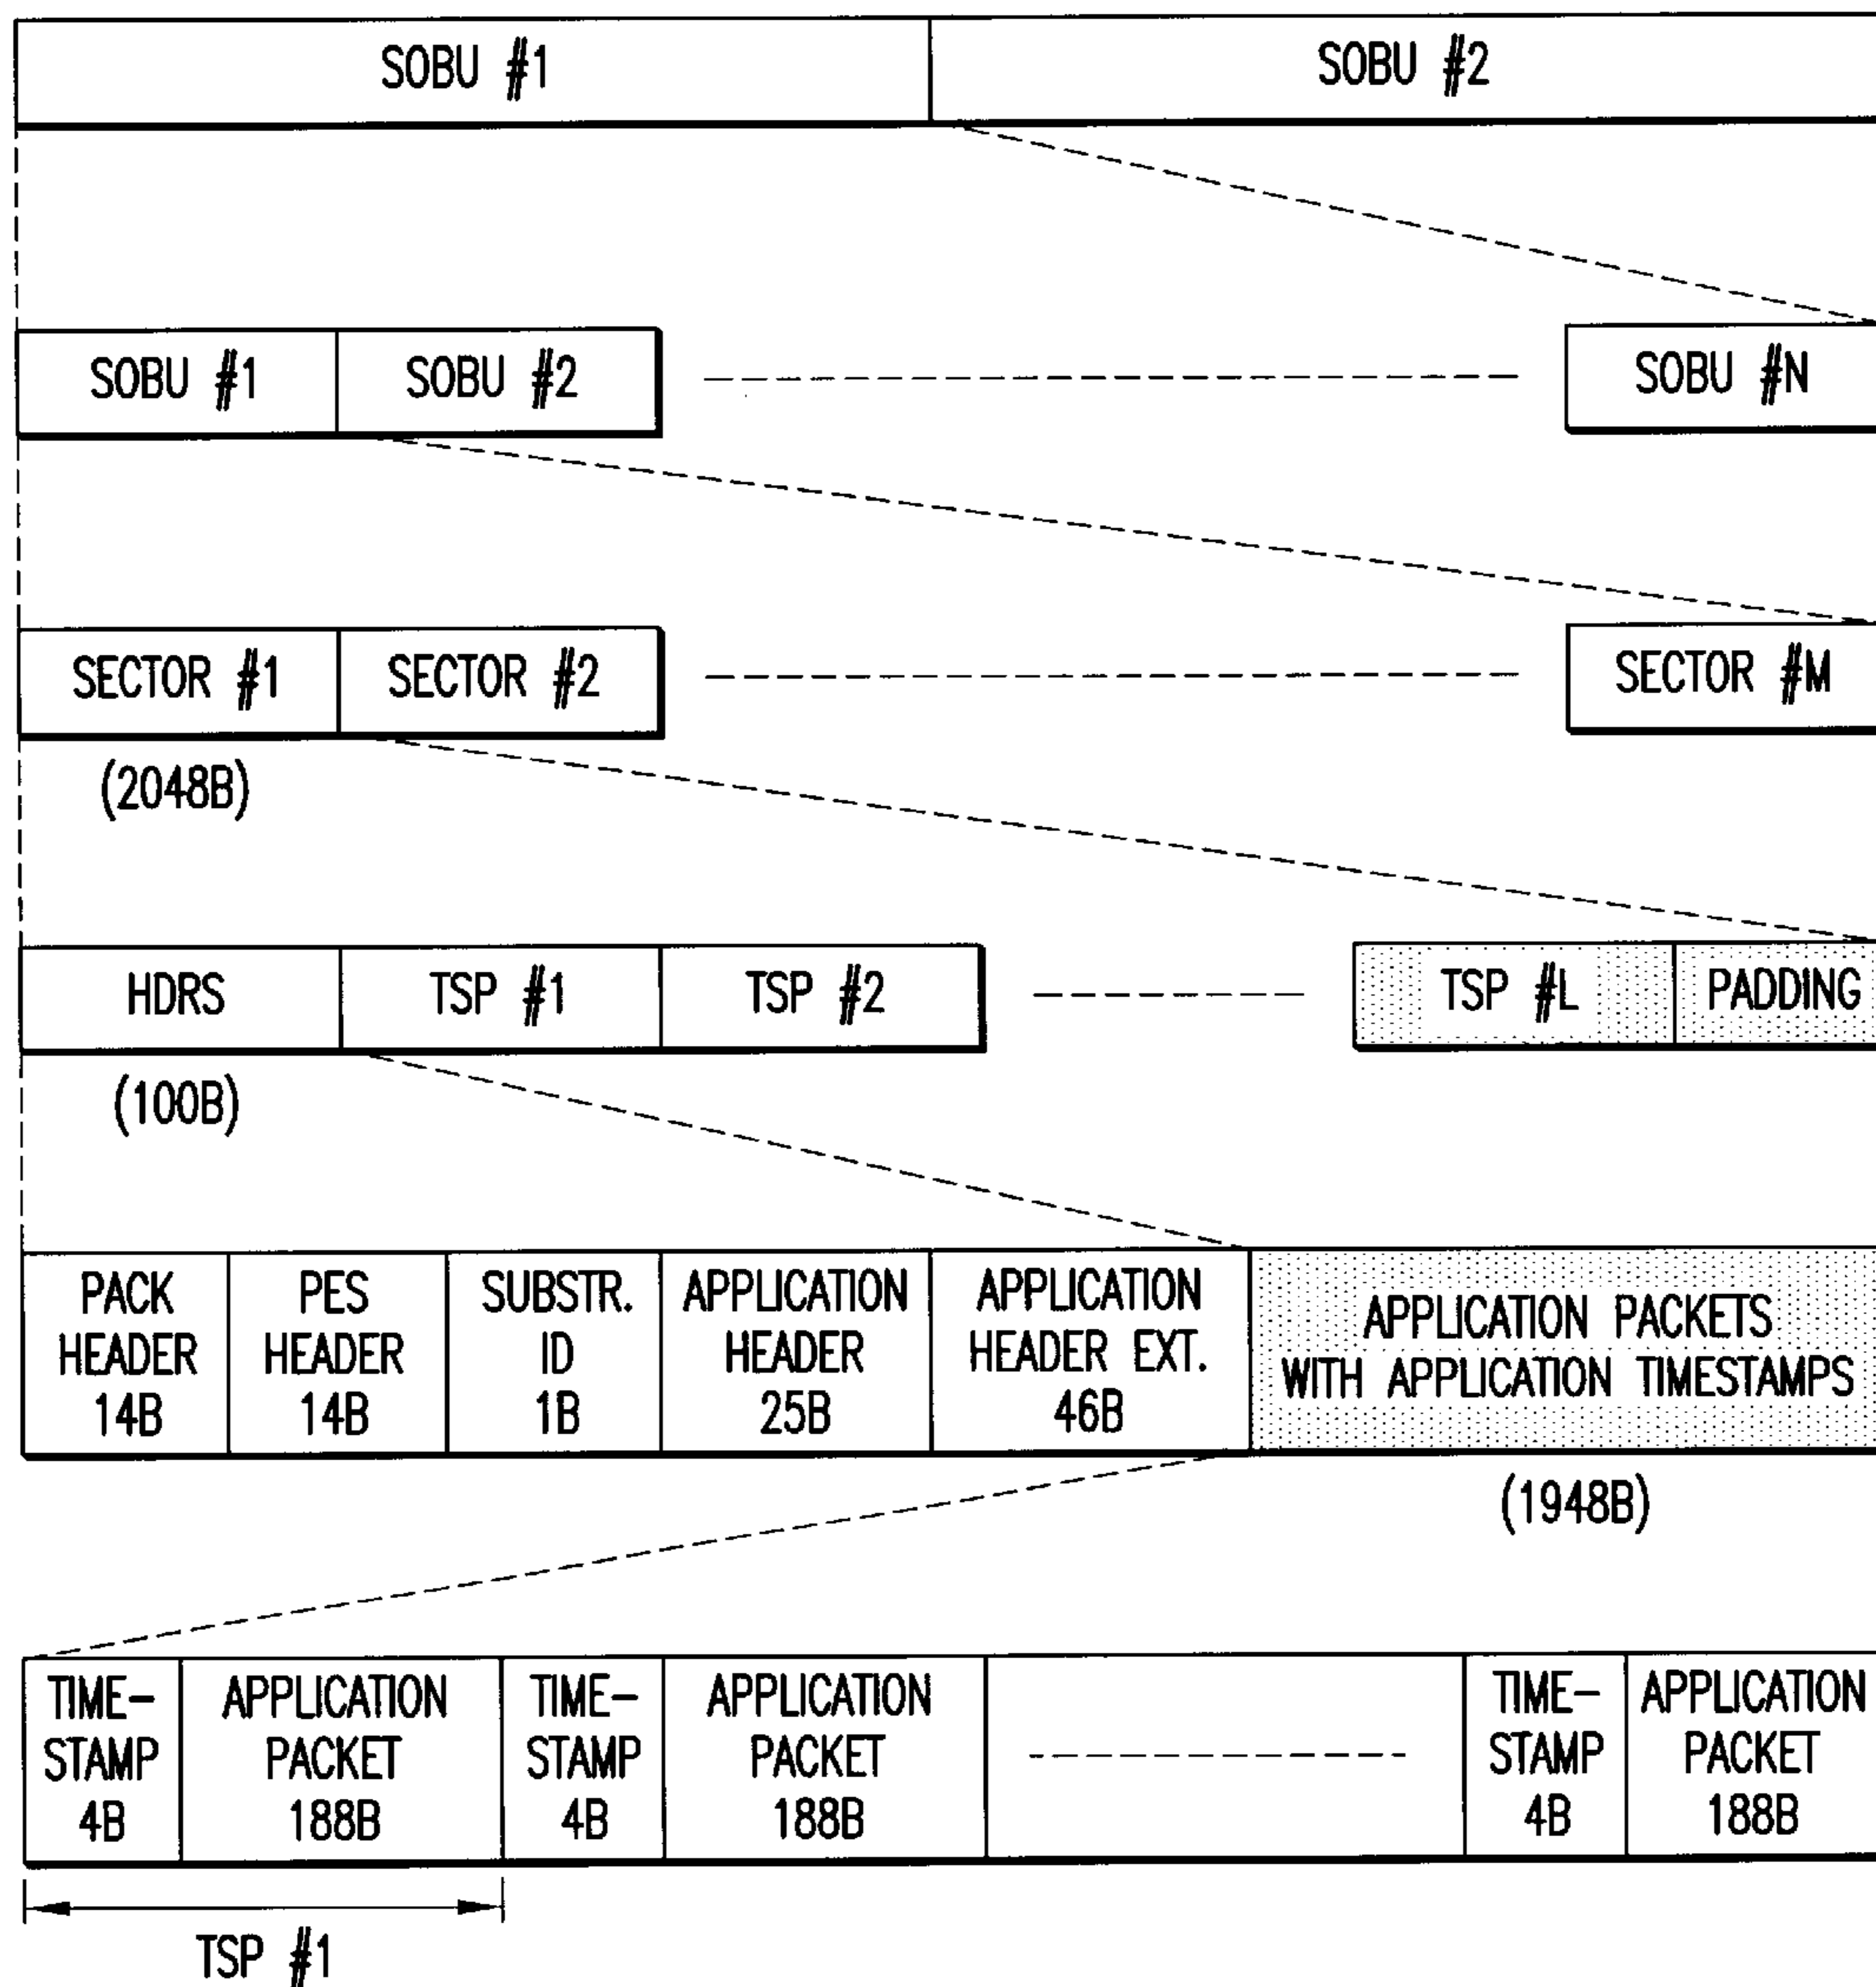 SOBU #1
SOBU #2
SOBU #1
SOBU #2
SOBU #N
SECTOR #1
SECTOR #2
SECTOR #M
(2048B)
HDRS
TSP #1
TSP #2
TSP #L
PADDING
(100B)
PACK
HEADER
14B
PES
HEADER
14B
SUBSTR.
ID
1B
APPLICATION
HEADER
25B
APPLICATION
HEADER EXT.
46B
APPLICATION PACKETS
WITH APPLICATION TIMESTAMPS
(1948B)
TIME-
STAMP
4B
APPLICATION
PACKET
188B
TIME-
STAMP
4B
APPLICATION
PACKET
188B
TIME-
STAMP
4B
APPLICATION
PACKET
188B
TSP #1